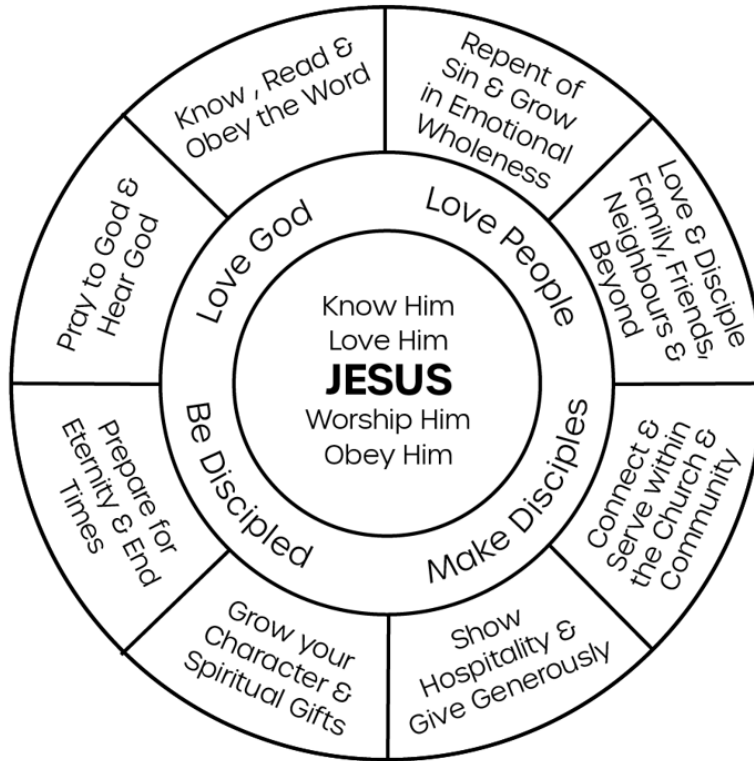 Know Him
Love Him
JESUS
Worship Him
Obey Him
Love God
Love People
Make Disciples
Be Discipled
Know , Read &
Obey the Word
Repent of
Sin & Grow
in Emotional
Wholeness
Love & Disciple
Family, Friends,
Neighbours &
Beyond
Connect &
Serve within
the Church &
Community
Show
Hospitality &
Give Generously
Grow your
Character &
Spiritual Gifts
Prepare for
Eternity & End
Times
Pray to God &
Hear God